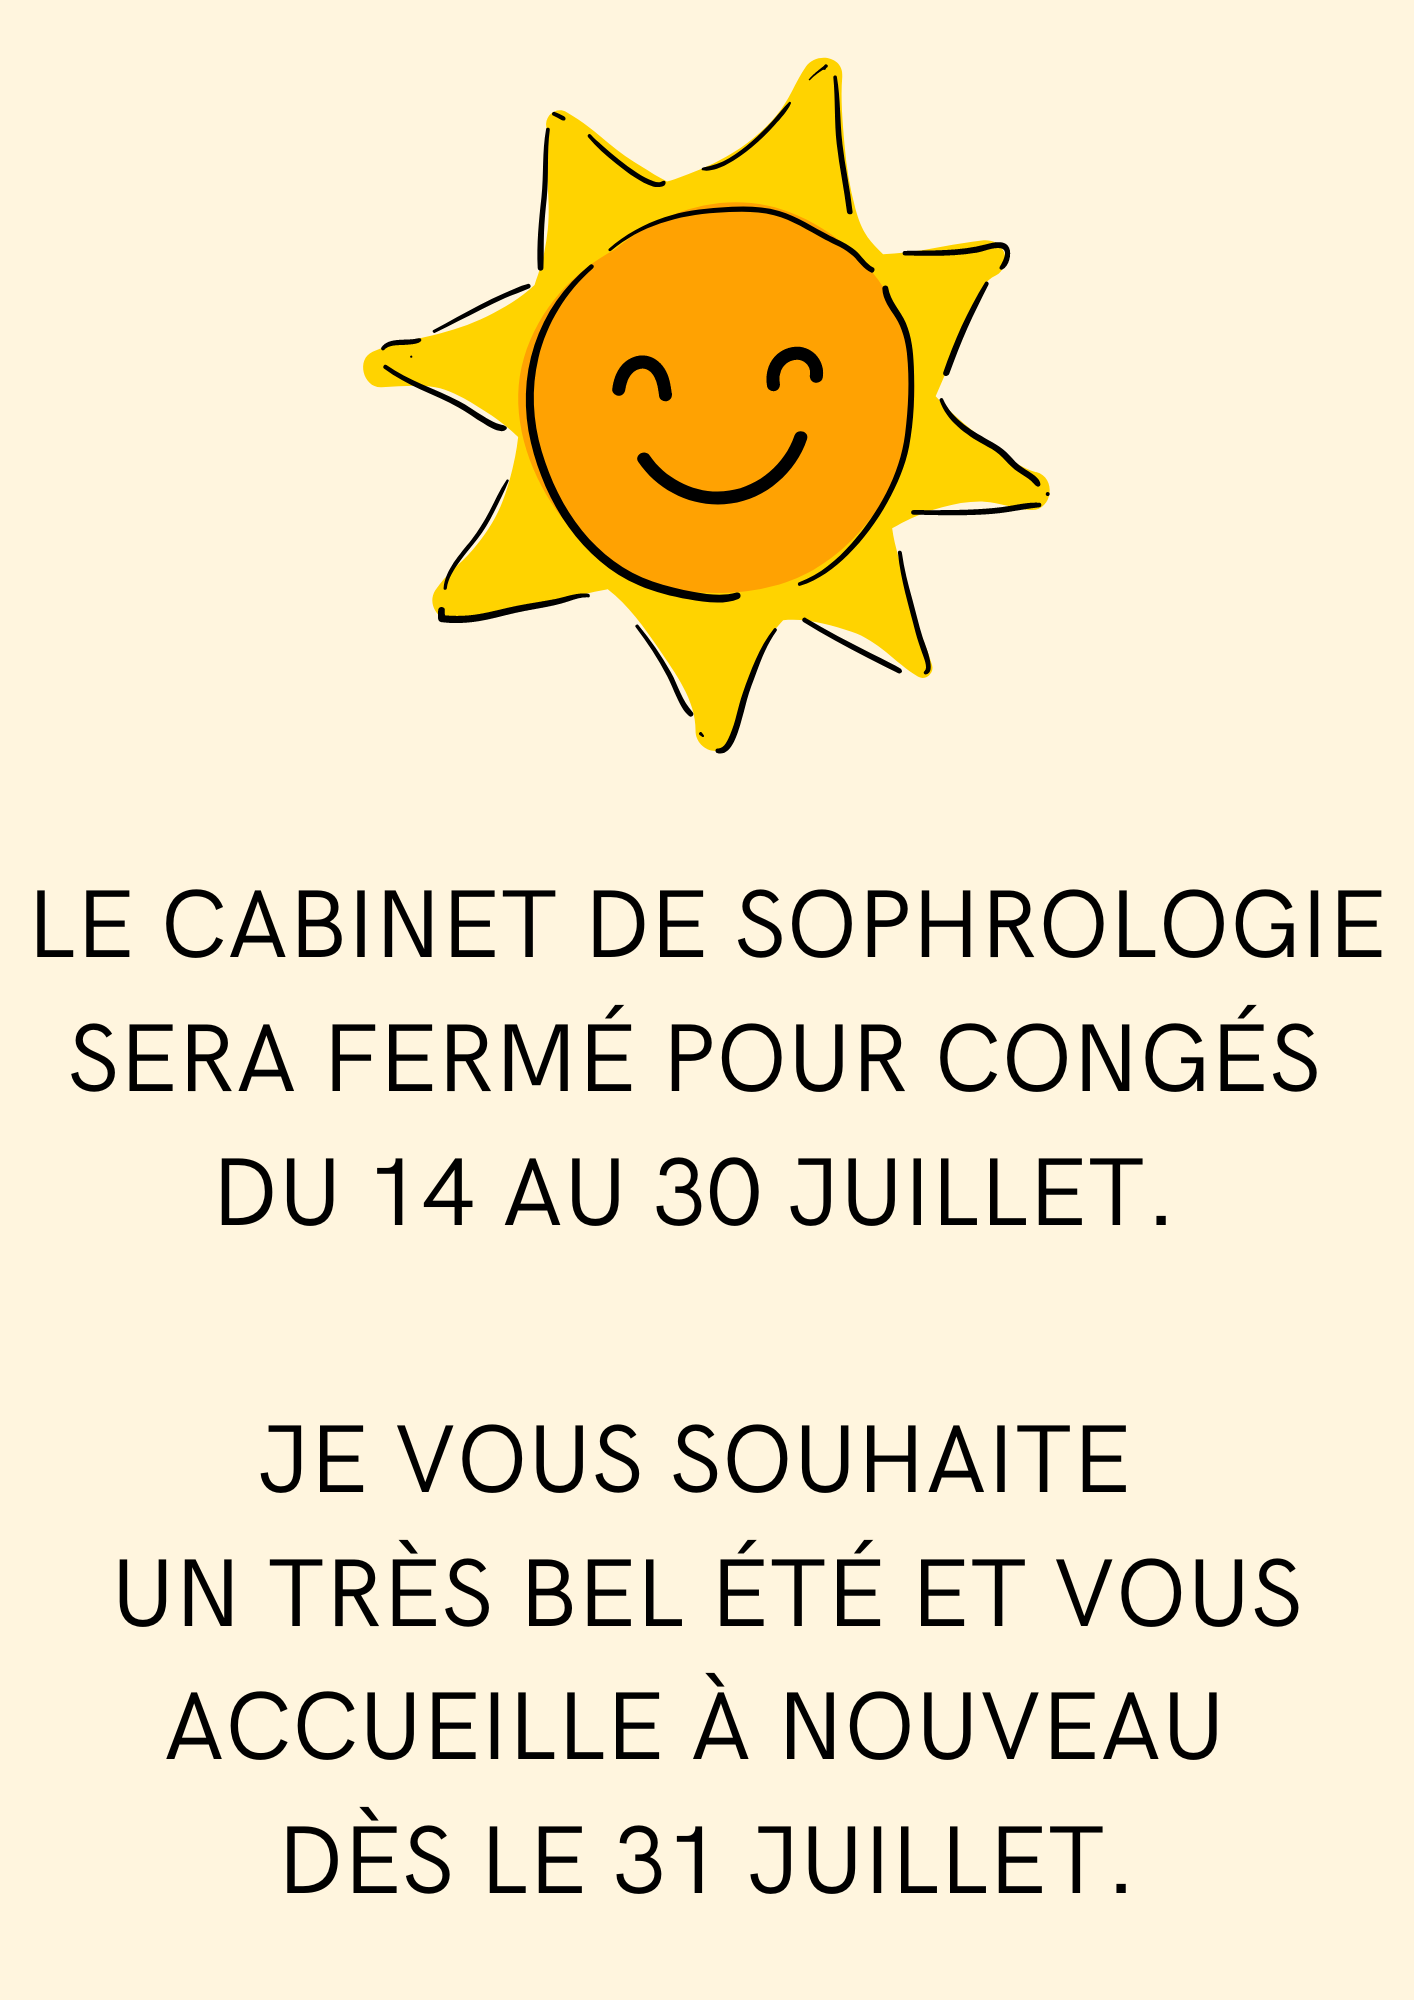 LE CABINET DE SOPHROLOGIE
SERA FERMÉ POUR CONGÉS
DU 14 AU 30 JUILLET.
JE VOUS SOUHAITE
UN TRÈS BEL ÉTÉ ET VOUS
ACCUEILLE À NOUVEAU
DÈS LE 31 JUILLET.